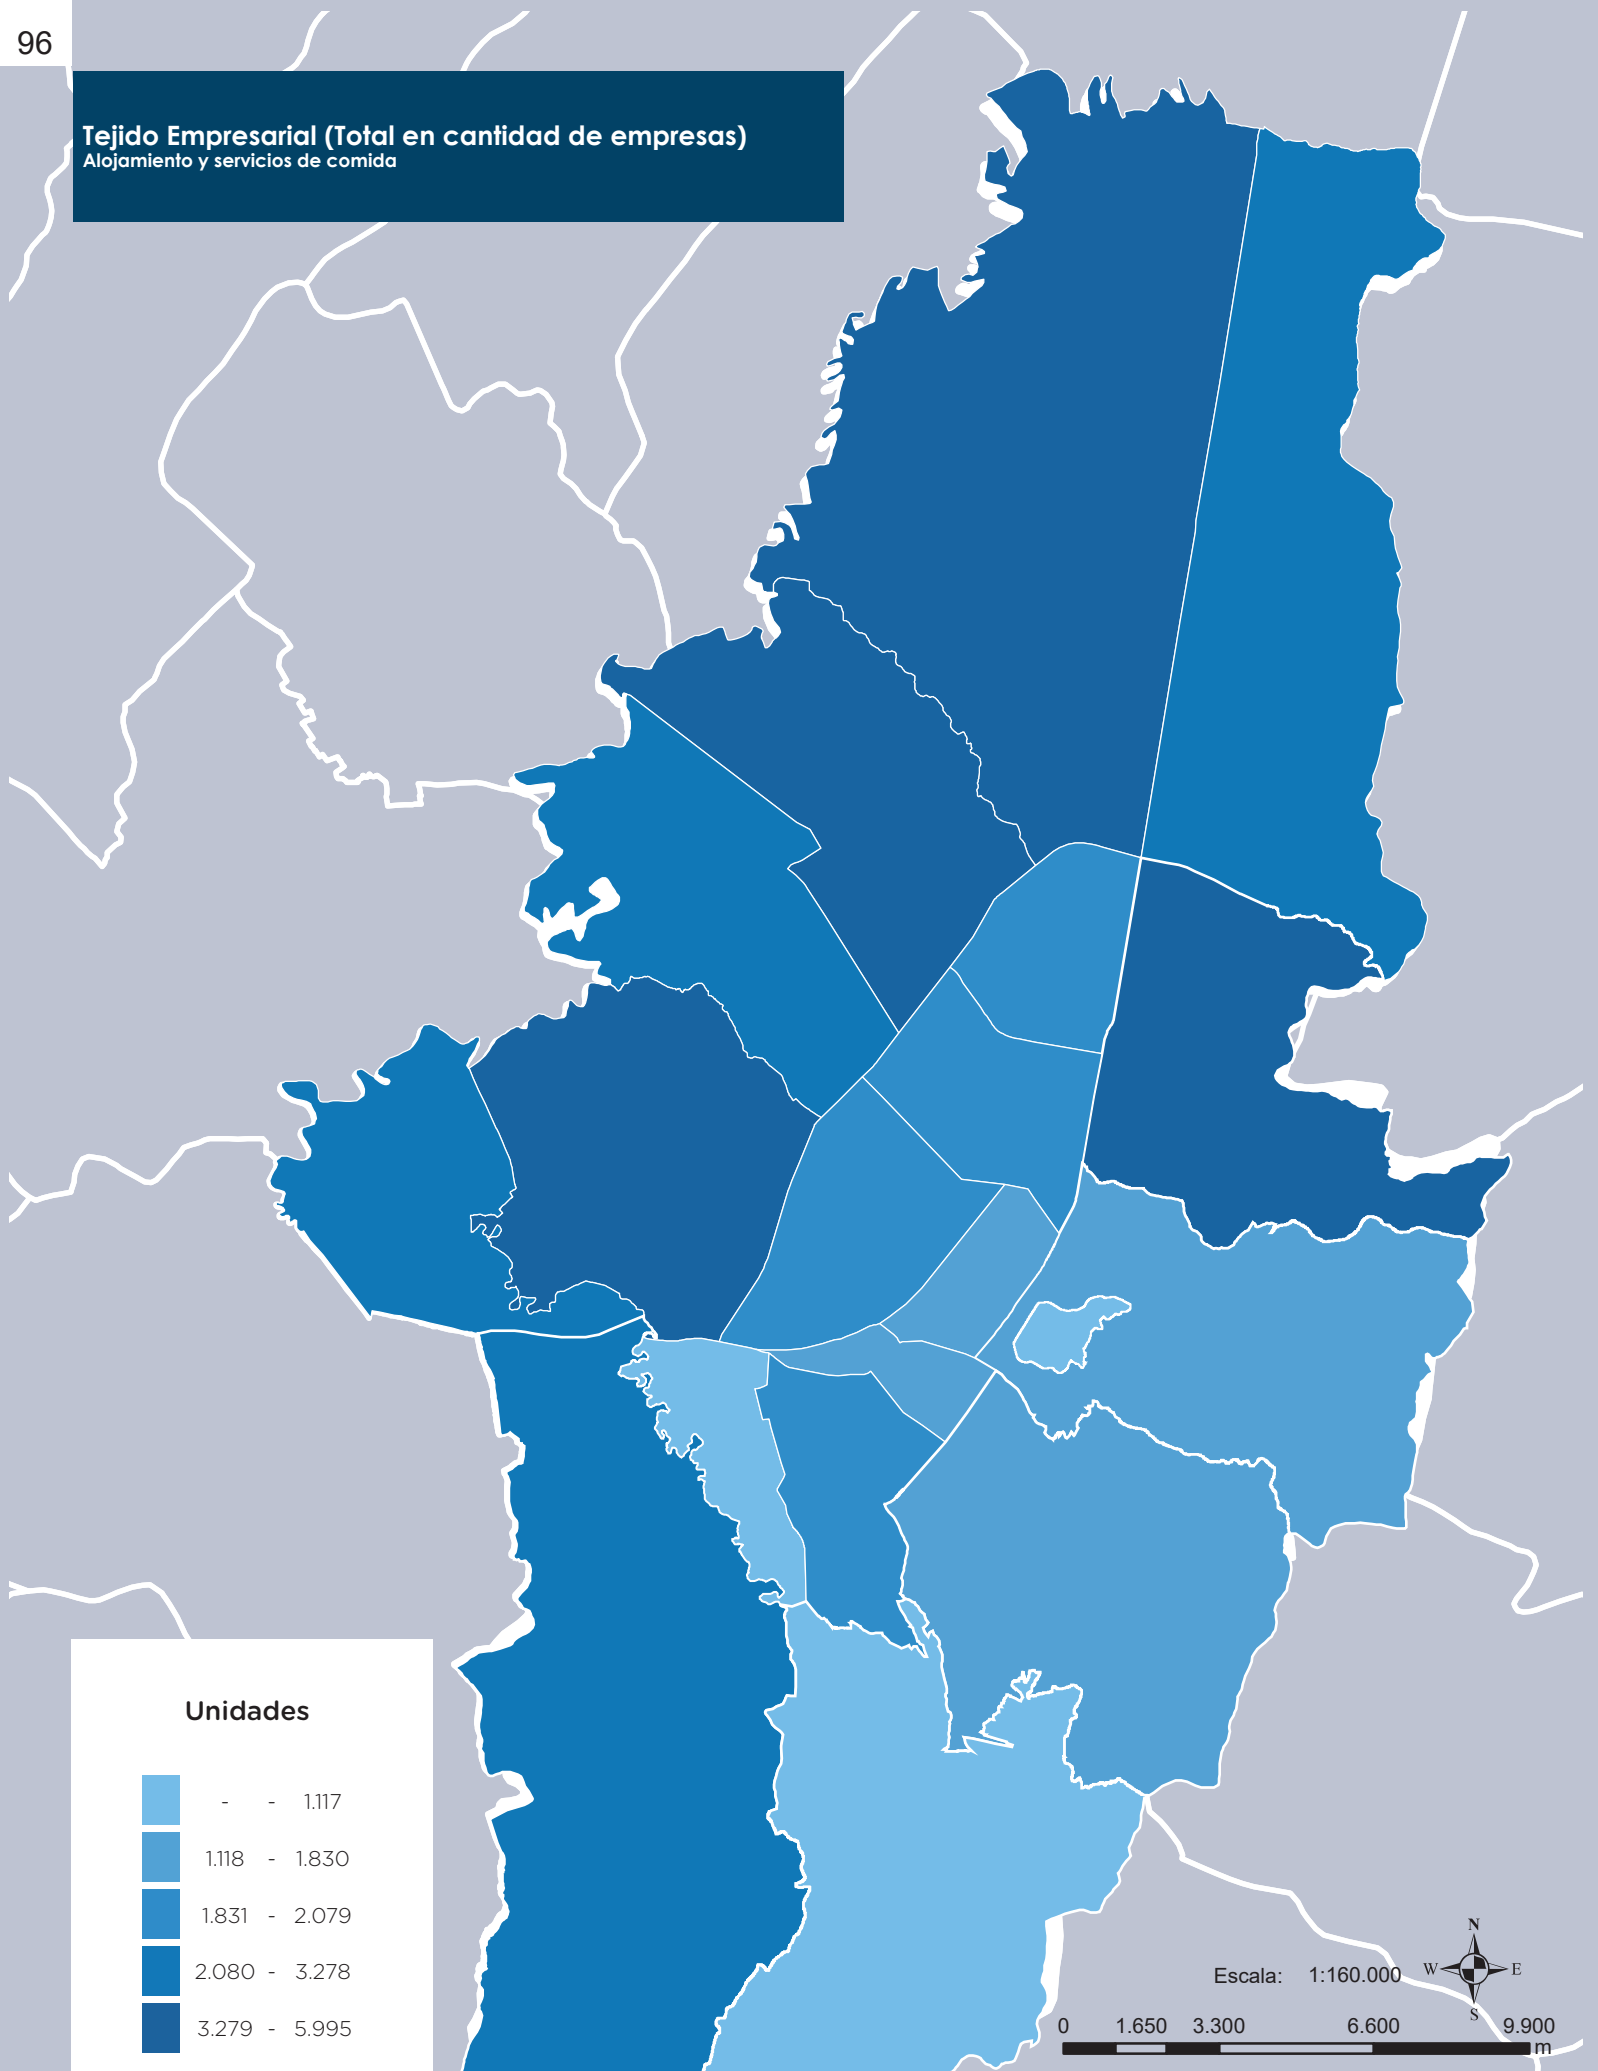 96
Tejido Empresarial (Total en cantidad de empresas)
Alojamiento y servicios de comida
Unidades
- - 1.117
1.118 - 1.830
1.831 - 2.079
2.080 - 3.278
3.279 - 5.995
N
W E
S
Escala: 1:160.000
0 1.650 3.300 6.600 9.900
m